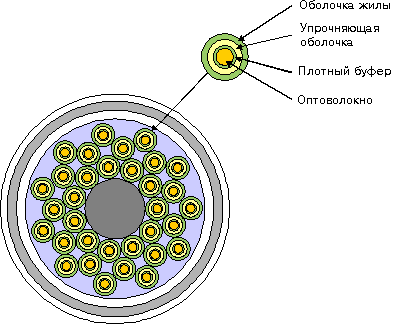 Оболочка жилы
Упрочняющая
оболочка
Плотный буфер
Оптоволокно